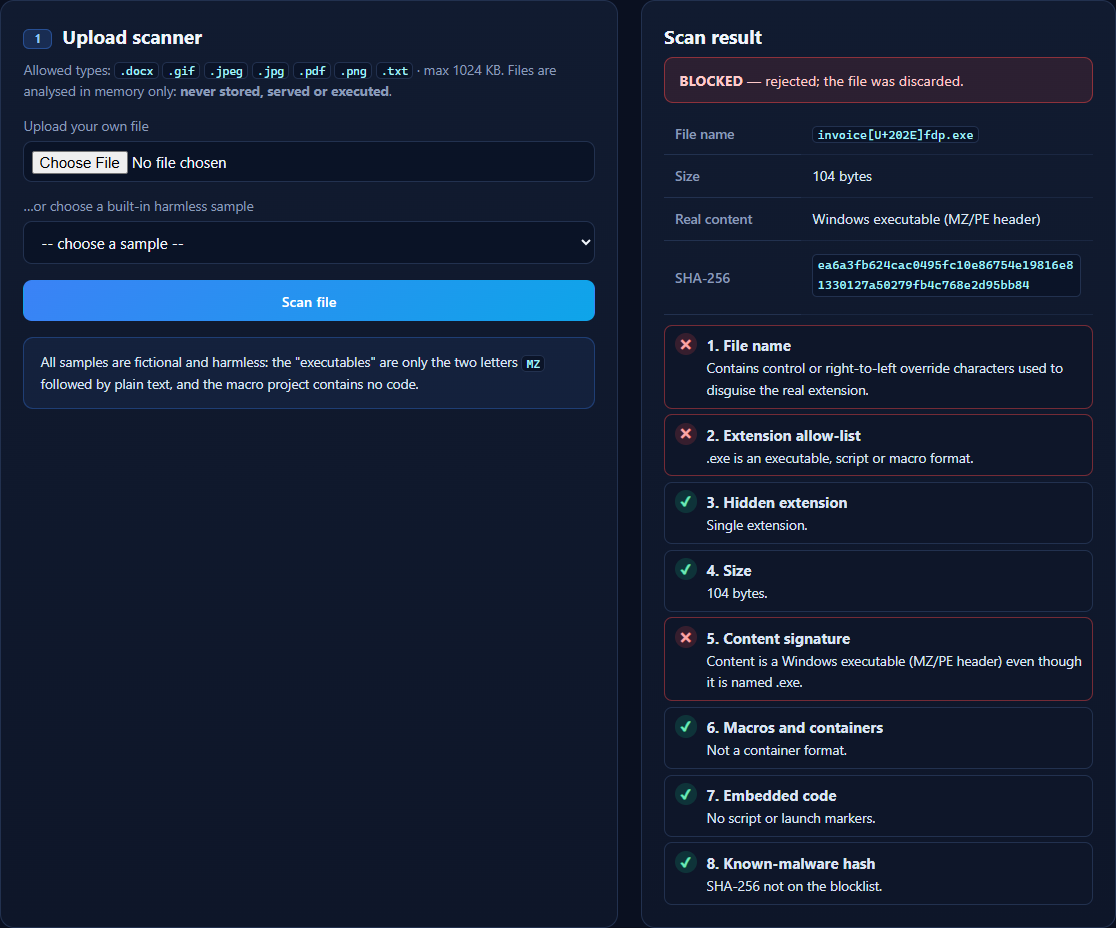 1 Upload scanner
Allowed types: .docx .gif .jpeg .jpg .pdf .png .txt · max 1024 KB. Files are
analysed in memory only: never stored, served or executed.
Upload your own file
Choose File No file chosen
...or choose a built-in harmless sample
-- choose a sample --
Scan file
All samples are fictional and harmless: the "executables" are only the two letters MZ
followed by plain text, and the macro project contains no code.
Scan result
BLOCKED — rejected; the file was discarded.
File name invoice[U+202E]fdp.exe
Size 104 bytes
Real content Windows executable (MZ/PE header)
SHA-256 ea6a3fb624cac0495fc10e86754e19816e8
1330127a50279fb4c768e2d95bb84
1. File name
Contains control or right-to-left override characters used to
disguise the real extension.
2. Extension allow-list
.exe is an executable, script or macro format.
3. Hidden extension
Single extension.
4. Size
104 bytes.
5. Content signature
Content is a Windows executable (MZ/PE header) even though
it is named .exe.
6. Macros and containers
Not a container format.
7. Embedded code
No script or launch markers.
8. Known-malware hash
SHA-256 not on the blocklist.